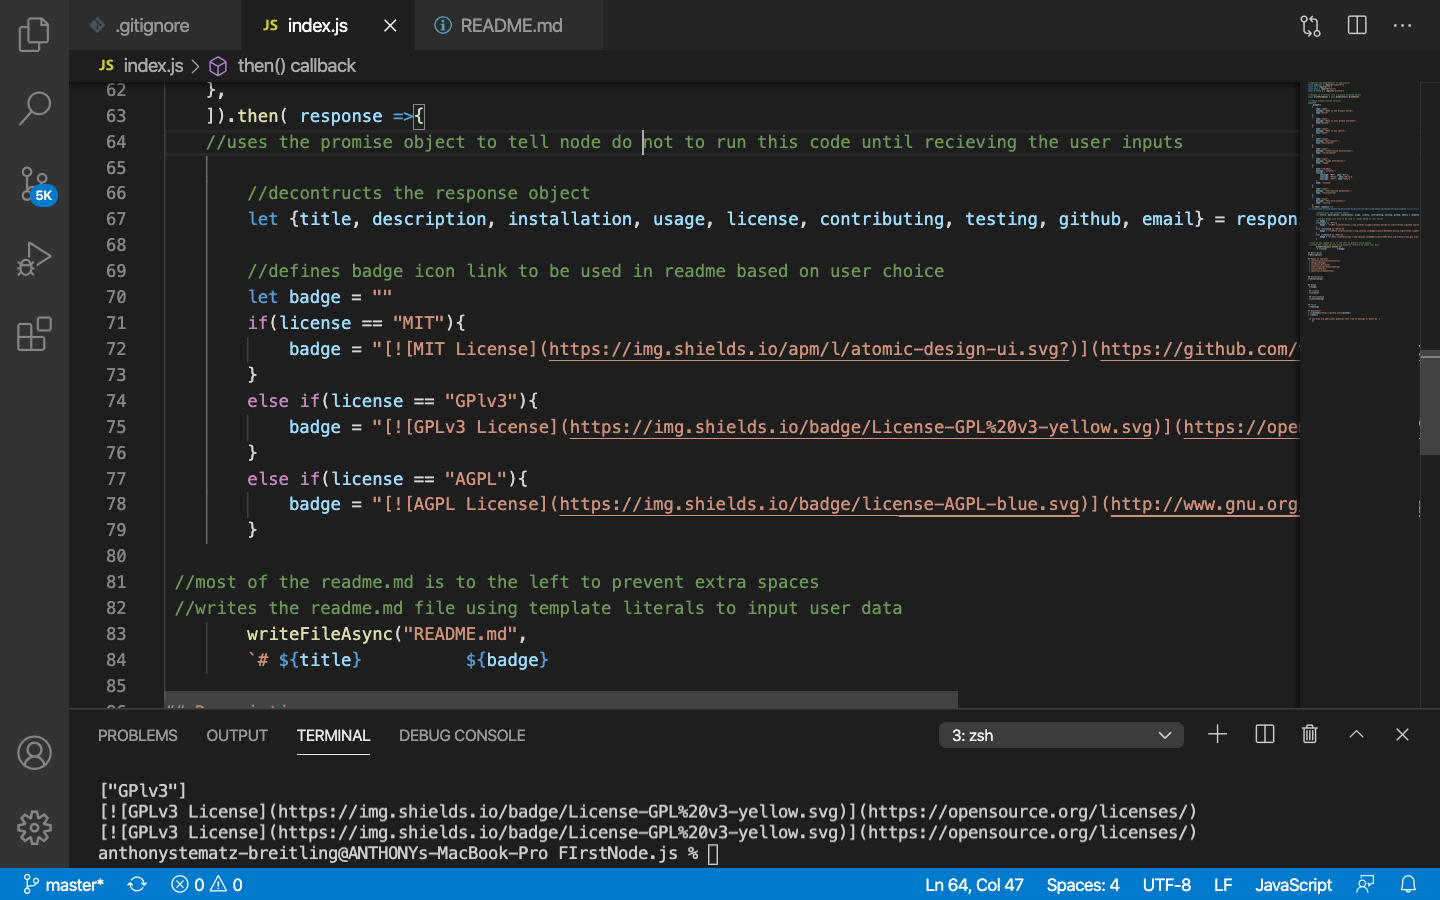 .gitignore
JS index.js
README.md
JS index.js > then() callback
62 },
63 ]).then( response =>{
64 //uses the promise object to tell node do not to run this code until recieving the user inputs
65
66 //decontructs the response object
67 let {title, description, installation, usage, license, contributing, testing, github, email} = respon
68
69 //defines badge icon link to be used in readme based on user choice
70 let badge = ""
71 if(license == "MIT"){
72 badge = "[![MIT License](https://img.shields.io/apm/l/atomic-design-ui.svg?)](https://github.com/
73 }
74 else if(license == "GPlv3"){
75 badge = "[![GPLv3 License](https://img.shields.io/badge/License-GPL%20v3-yellow.svg)](https://ope
76 }
77 else if(license == "AGPL"){
78 badge = "[![AGPL License](https://img.shields.io/badge/license-AGPL-blue.svg)](http://www.gnu.org
79 }
80
81 //most of the readme.md is to the left to prevent extra spaces
82 //writes the readme.md file using template literals to input user data
83 writeFileAsync("README.md",
84 `# ${title} ${badge}
85
5K
PROBLEMS OUTPUT TERMINAL DEBUG CONSOLE 3: zsh
["GPlv3"]
[![GPLv3 License](https://img.shields.io/badge/License-GPL%20v3-yellow.svg)](https://opensource.org/licenses/)
[![GPLv3 License](https://img.shields.io/badge/License-GPL%20v3-yellow.svg)](https://opensource.org/licenses/)
anthonystematz-breitling@ANTHONYs-MacBook-Pro FIrstNode.js %
master* 0 0 Ln 64, Col 47 Spaces: 4 UTF-8 LF JavaScript